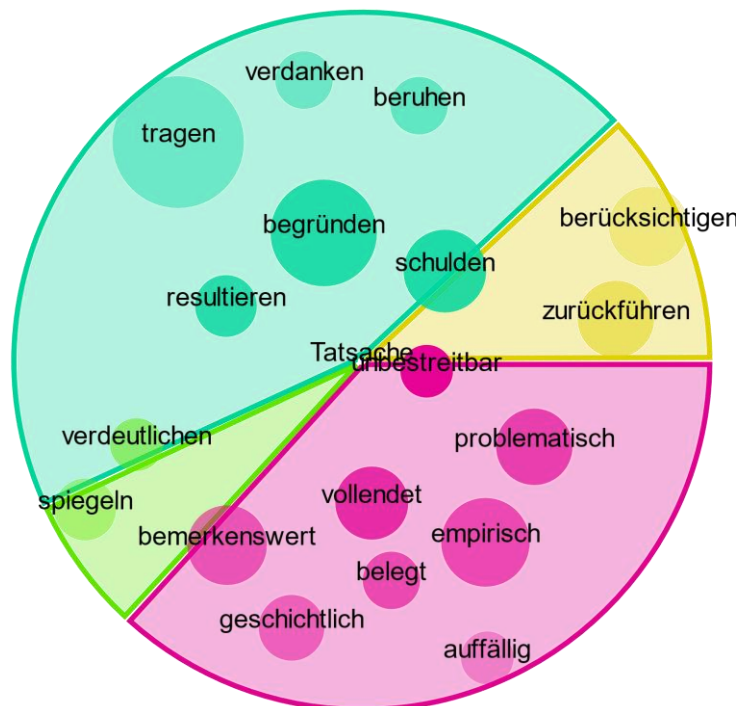 verdanken
beruhen
tragen
berücksichtigen
begründen
schulden
resultieren
zurückführen
Tatsache
unbestreitbar
verdeutlichen
problematisch
spiegeln
vollendet
bemerkenswert
empirisch
belegt
geschichtlich
auffällig